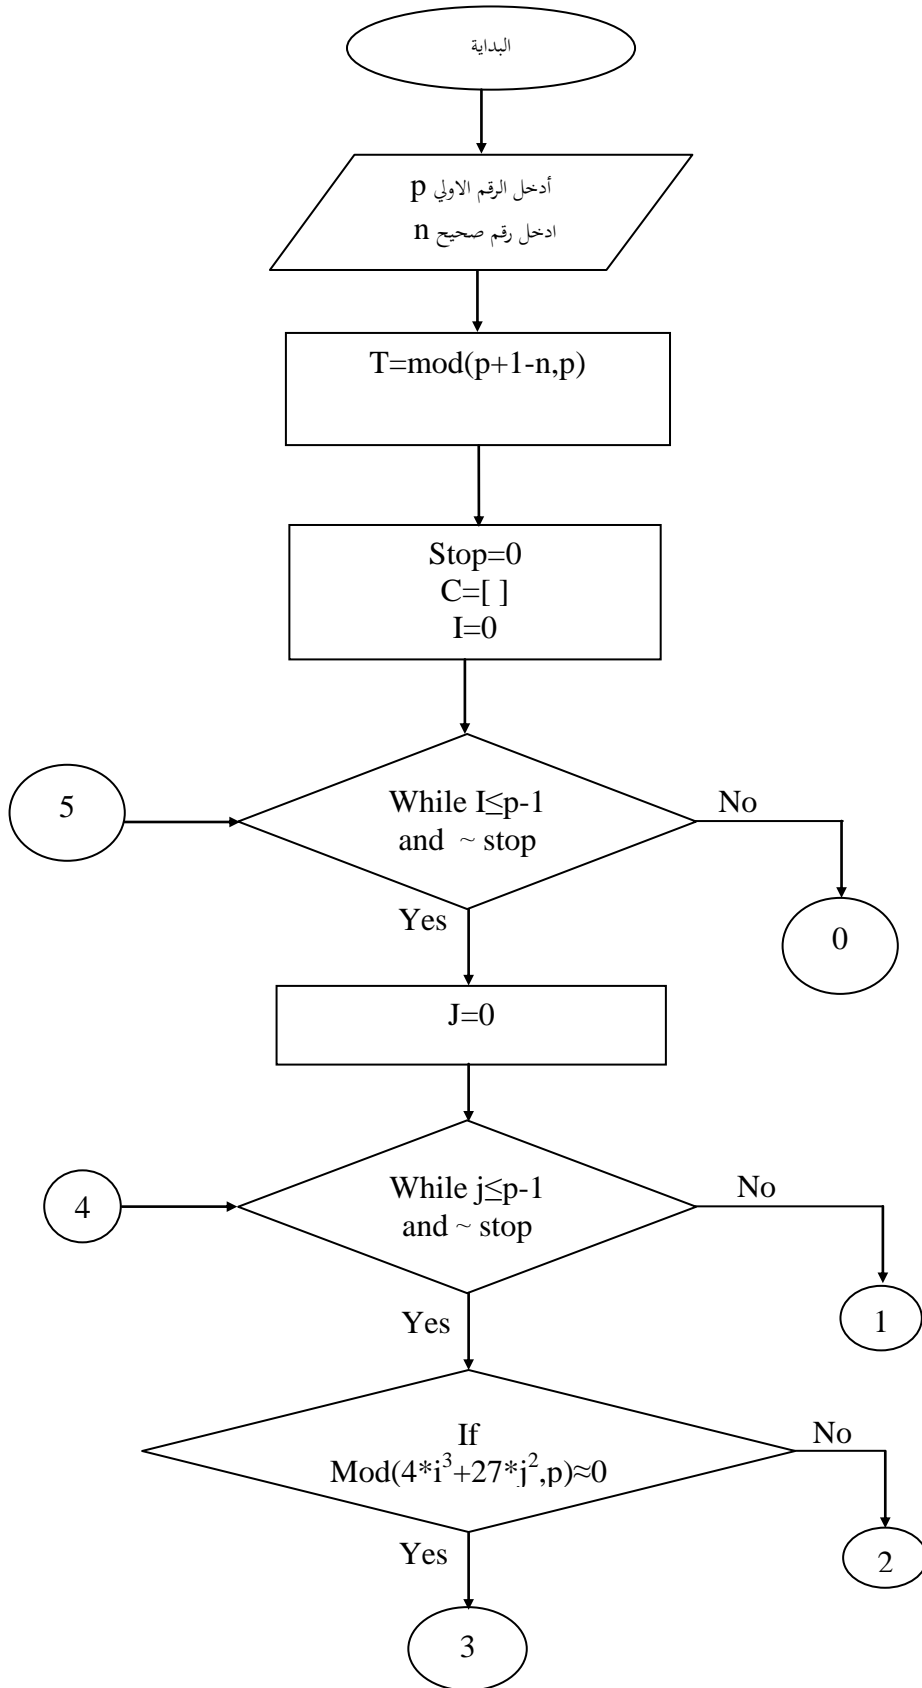 البداية
أدخل الرقم الاولي p
ادخل رقم صحيح n
T=mod(p+1-n,p)
Stop=0
C=[ ]
I=0
5
While I≤p-1
and ~ stop
No
0
Yes
J=0
4
While j≤p-1
and ~ stop
No
1
Yes
If
Mod(4*i³+27*j²,p)≈0
No
2
Yes
3